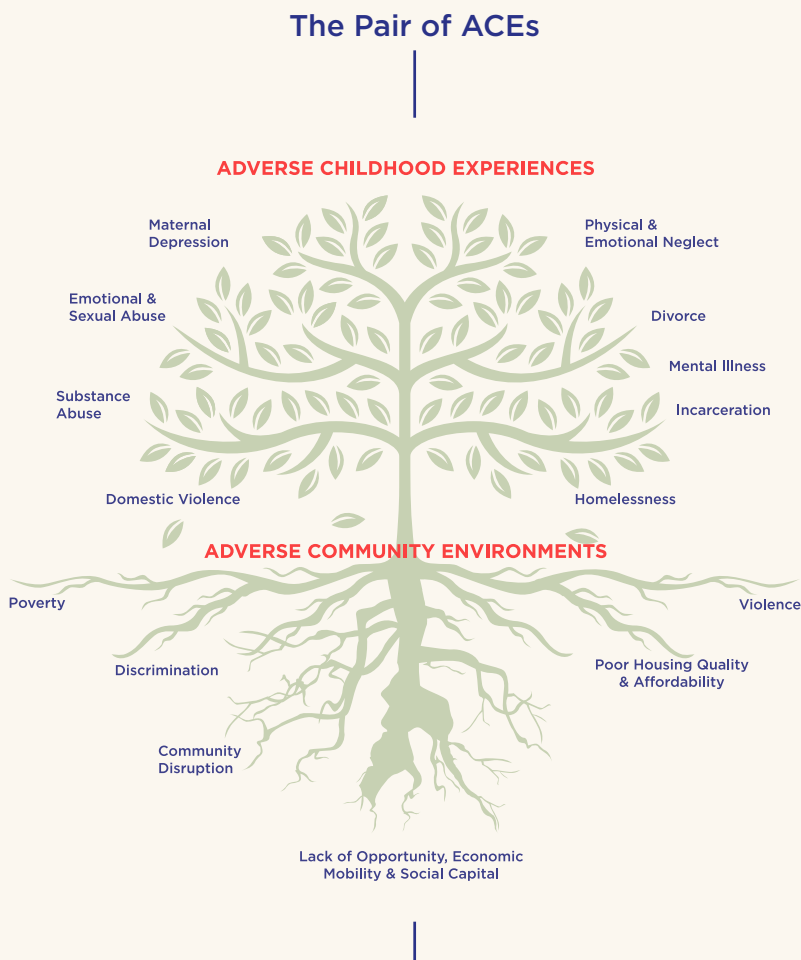 The Pair of ACEs
ADVERSE CHILDHOOD EXPERIENCES
Maternal
Depression
Physical &
Emotional Neglect
Emotional &
Sexual Abuse
Divorce
Mental Illness
Substance
Abuse
Incarceration
Domestic Violence
Homelessness
ADVERSE COMMUNITY ENVIRONMENTS
Poverty
Violence
Discrimination
Poor Housing Quality
& Affordability
Community
Disruption
Lack of Opportunity, Economic
Mobility & Social Capital